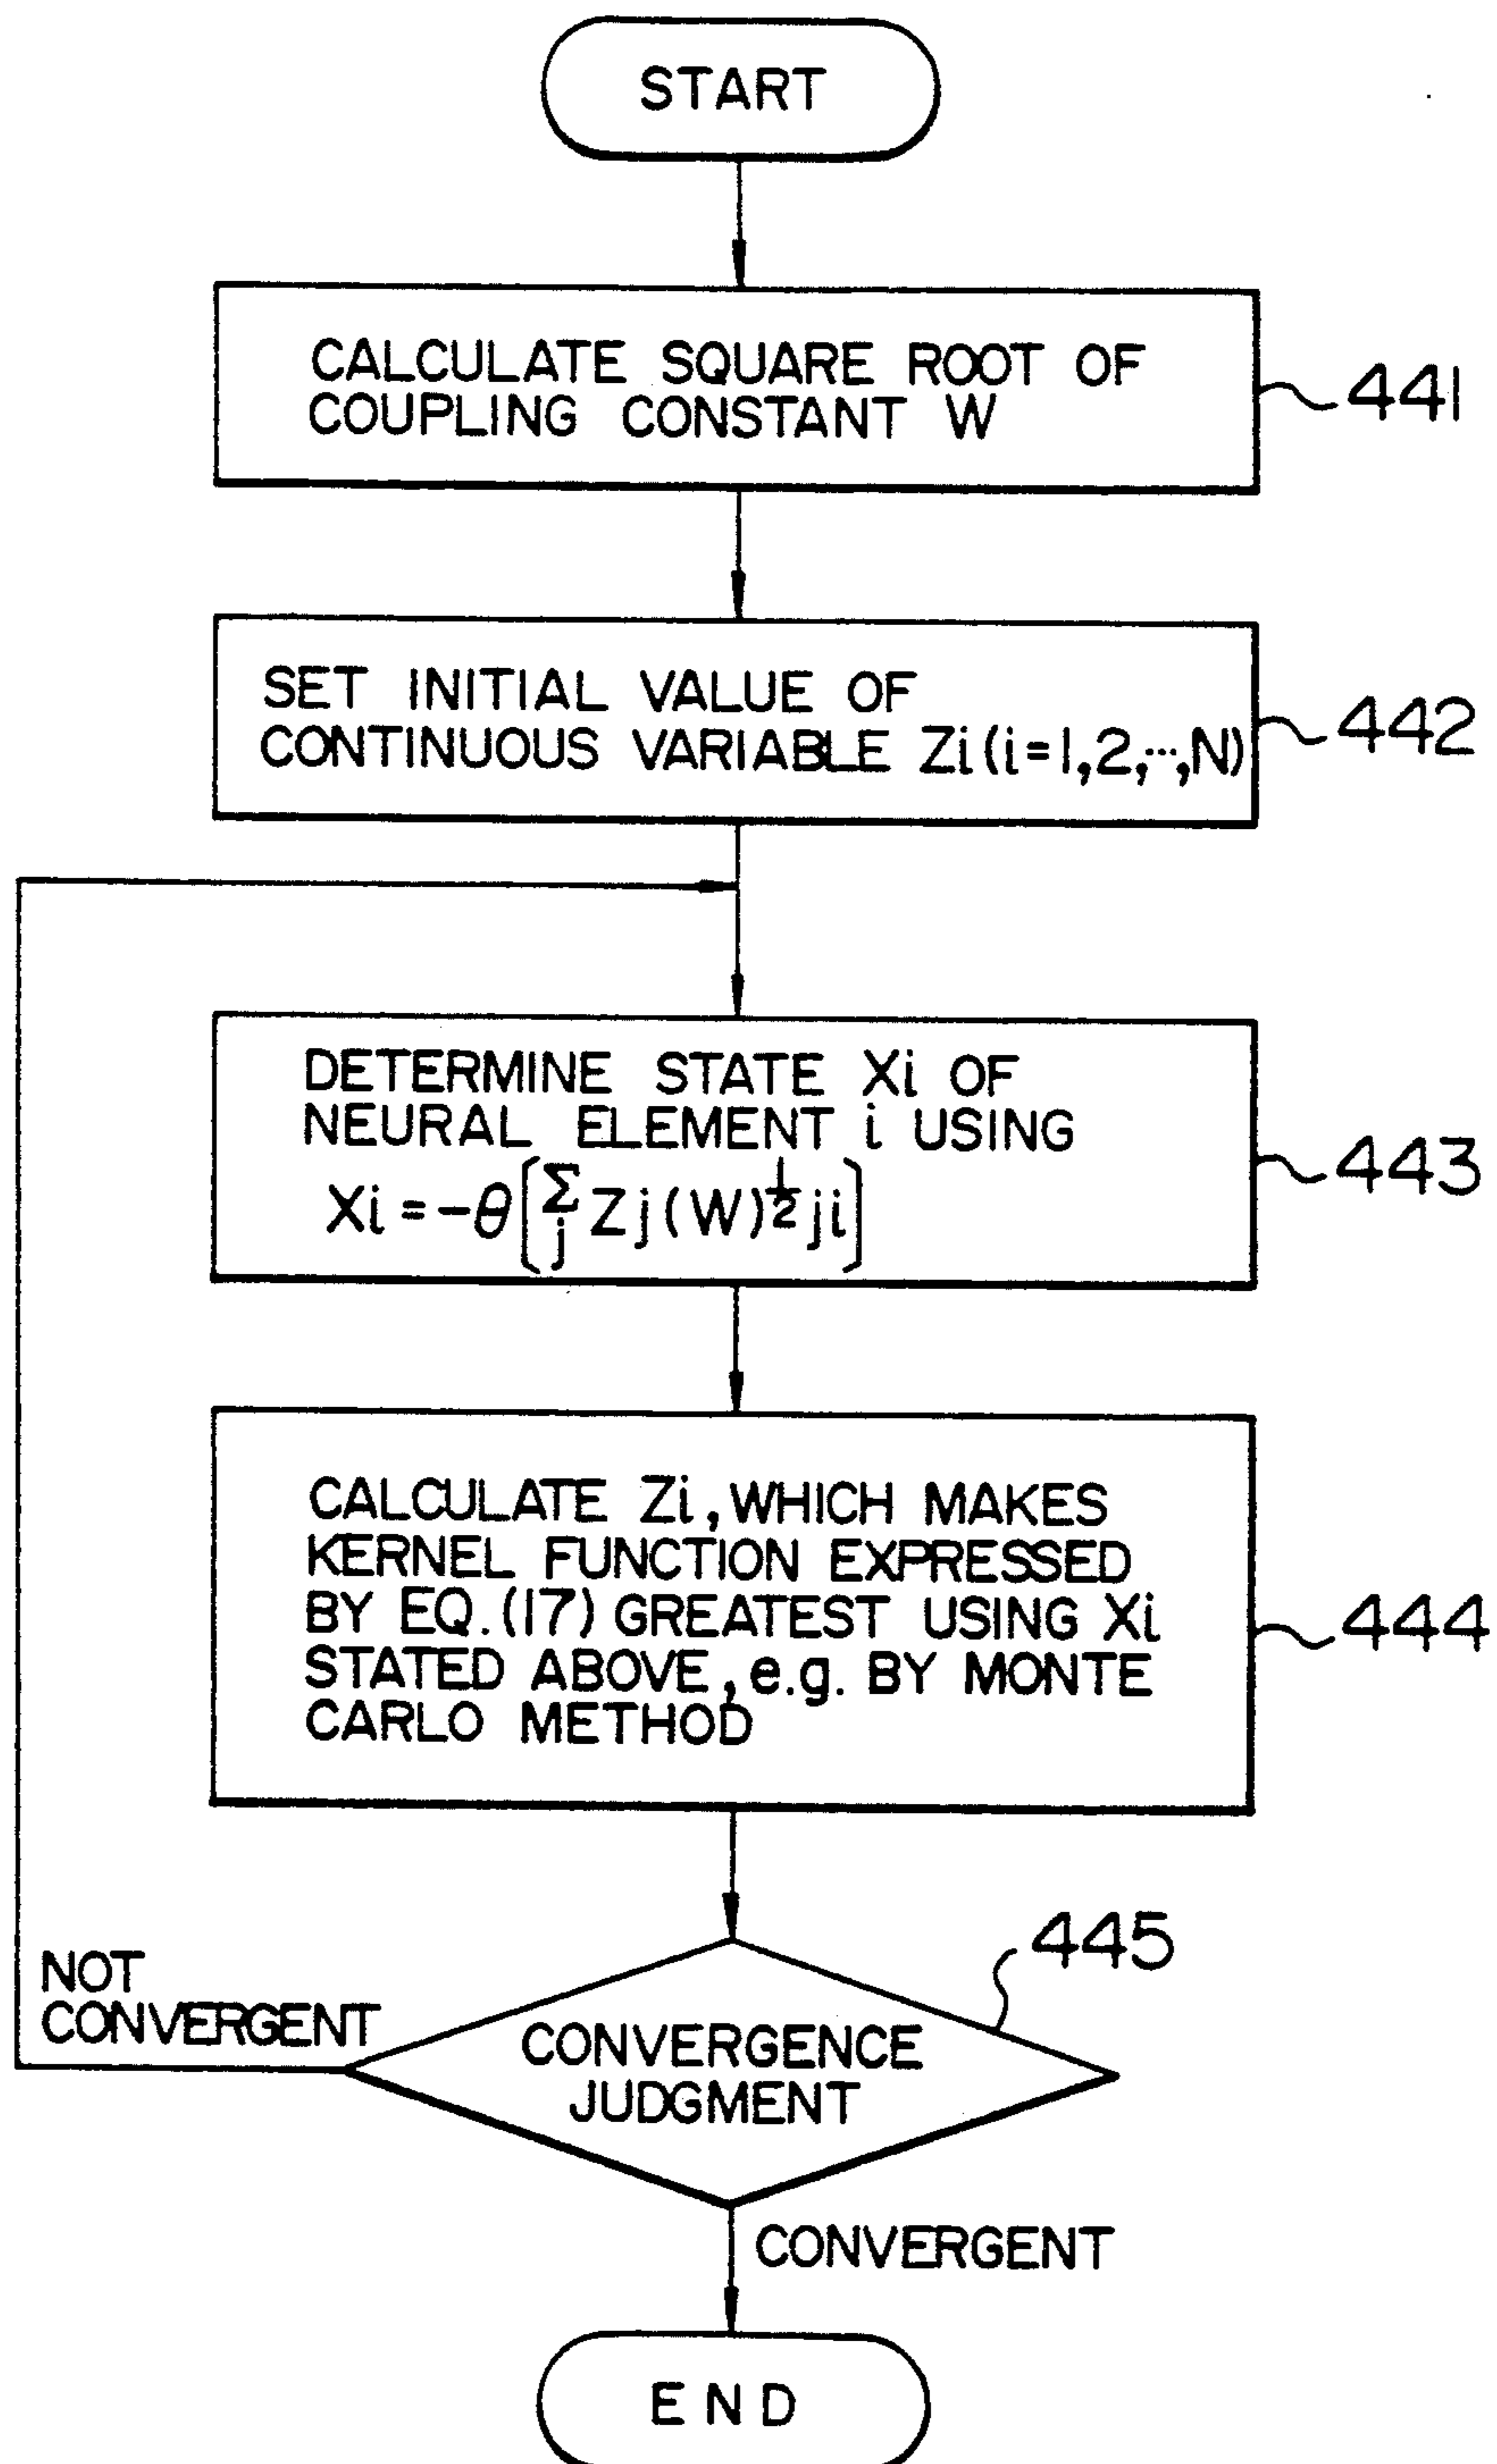 START
CALCULATE SQUARE ROOT OF
COUPLING CONSTANT W
441
SET INITIAL VALUE OF
CONTINUOUS VARIABLE Zi(i=1,2,…,N)
442
DETERMINE STATE Xi OF
NEURAL ELEMENT i USING
Xi = -θ[Σj Zj(W)^½ji]
443
CALCULATE Zi, WHICH MAKES
KERNEL FUNCTION EXPRESSED
BY EQ.(17) GREATEST USING Xi
STATED ABOVE, e.g. BY MONTE
CARLO METHOD
444
445
NOT
CONVERGENT
CONVERGENCE
JUDGMENT
CONVERGENT
END